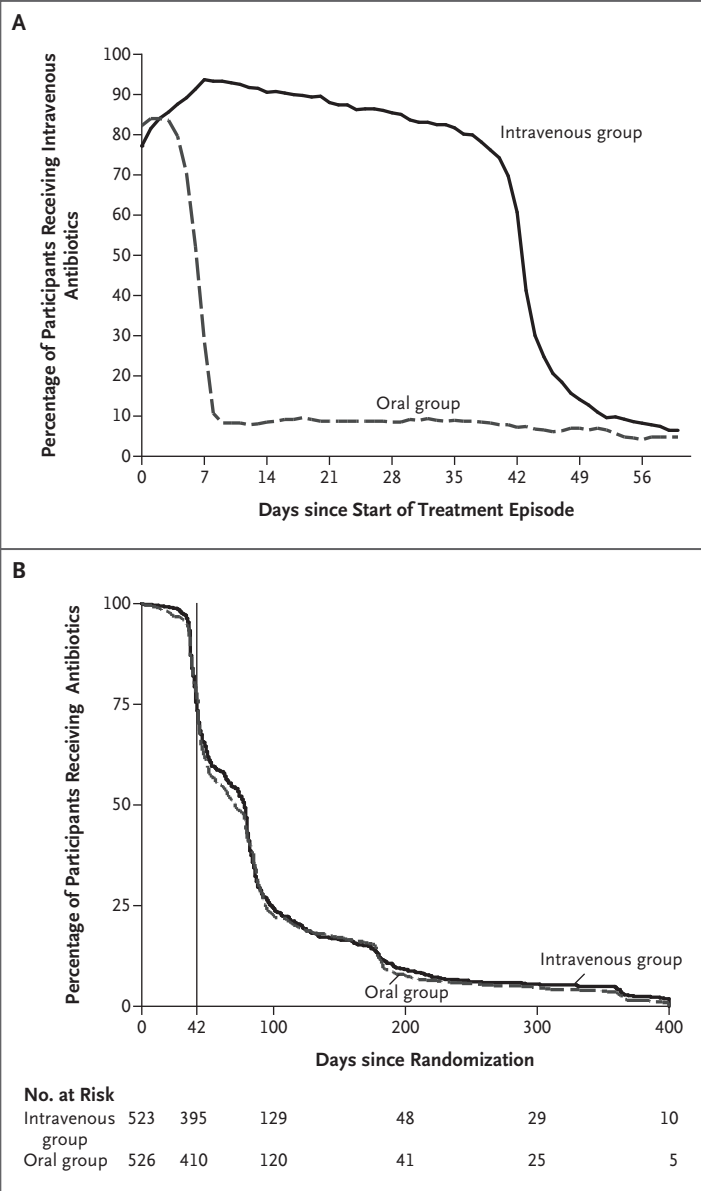 A
Percentage of Participants Receiving Intravenous
Antibiotics
100
90
80
70
60
50
40
30
20
10
0
Intravenous group
Oral group
0 7 14 21 28 35 42 49 56
Days since Start of Treatment Episode
B
Percentage of Participants Receiving Antibiotics
100
75
50
25
0
Intravenous group
Oral group
0 42 100 200 300 400
Days since Randomization
No. at Risk
Intravenous 523 395 129 48 29 10
group
Oral group 526 410 120 41 25 5